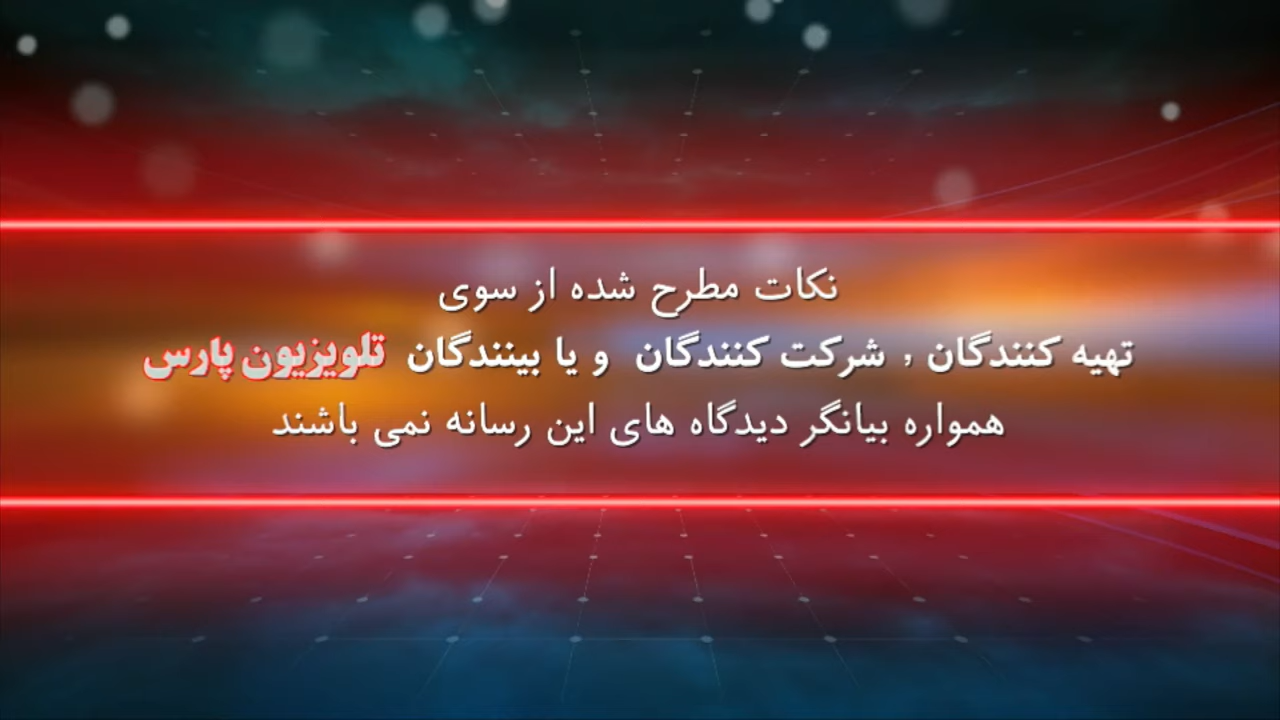 نکات مطرح شده از سوی
تهیه کنندگان , شرکت کنندگان و یا بینندگان تلویزیون پارس
همواره بیانگر دیدگاه های این رسانه نمی باشند